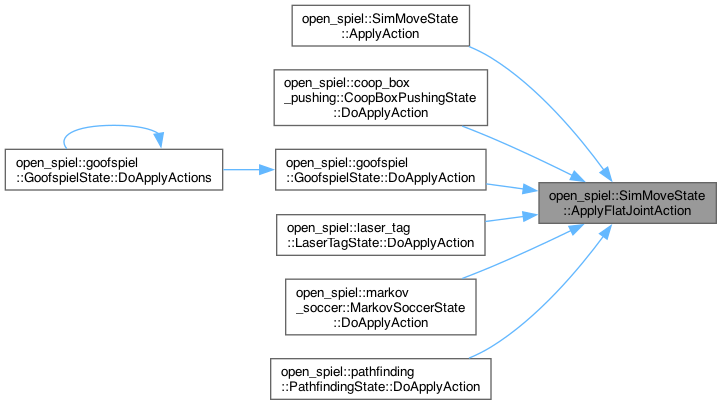 open_spiel::SimMoveState
::ApplyAction
open_spiel::coop_box
_pushing::CoopBoxPushingState
::DoApplyAction
open_spiel::goofspiel
::GoofspielState::DoApplyActions
open_spiel::goofspiel
::GoofspielState::DoApplyAction
open_spiel::SimMoveState
::ApplyFlatJointAction
open_spiel::laser_tag
::LaserTagState::DoApplyAction
open_spiel::markov
_soccer::MarkovSoccerState
::DoApplyAction
open_spiel::pathfinding
::PathfindingState::DoApplyAction